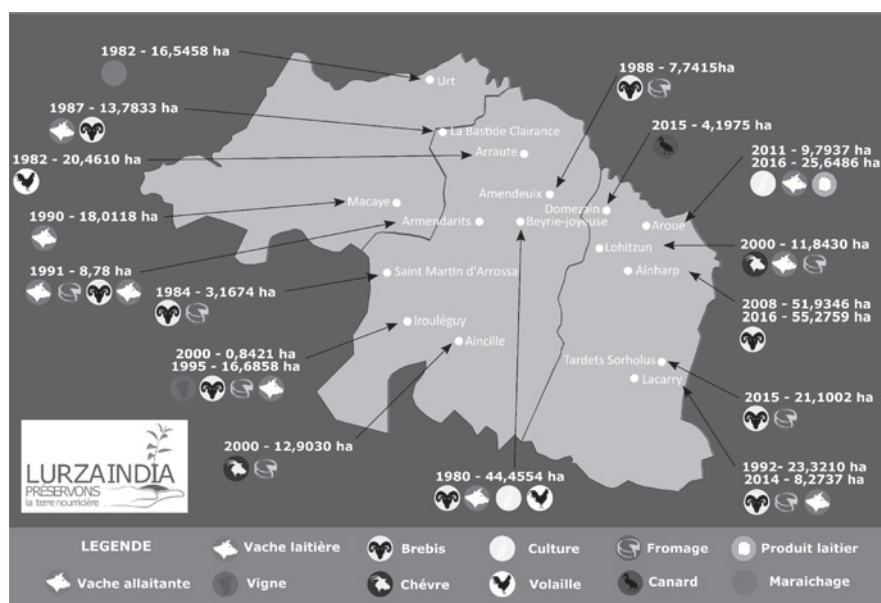 1982 - 16,5458 ha
Urt
1988 - 7,7415ha
1987 - 13,7833 ha
La Bastide Clairance
2015 - 4,1975 ha
1982 - 20,4610 ha
Arraute
2011 - 9,7937 ha
2016 - 25,6486 ha
Amendeuix
1990 - 18,0118 ha
Macaye
Domezain
Armendarits
Beyrie-joyeuse
Aroue
Lohitzun
2000 - 11,8430 ha
1991 - 8,78 ha
Saint Martin d'Arrossa
Ainharp
1984 - 3,1674 ha
2008 - 51,9346 ha
2016 - 55,2759 ha
Irouléguy
2000 - 0,8421 ha
1995 - 16,6858 ha
Aincille
Tardets Sorholus
Lacarry
2015 - 21,1002 ha
2000 - 12,9030 ha
1980 - 44,4554 ha
1992- 23,3210 ha
2014 - 8,2737 ha
LURZAINDIA
PRÉSERVONS
la terre nourricière
LEGENDE
Vache laitière
Brebis
Culture
Fromage
Produit laitier
Vache allaitante
Vigne
Chévre
Volaille
Canard
Maraichage